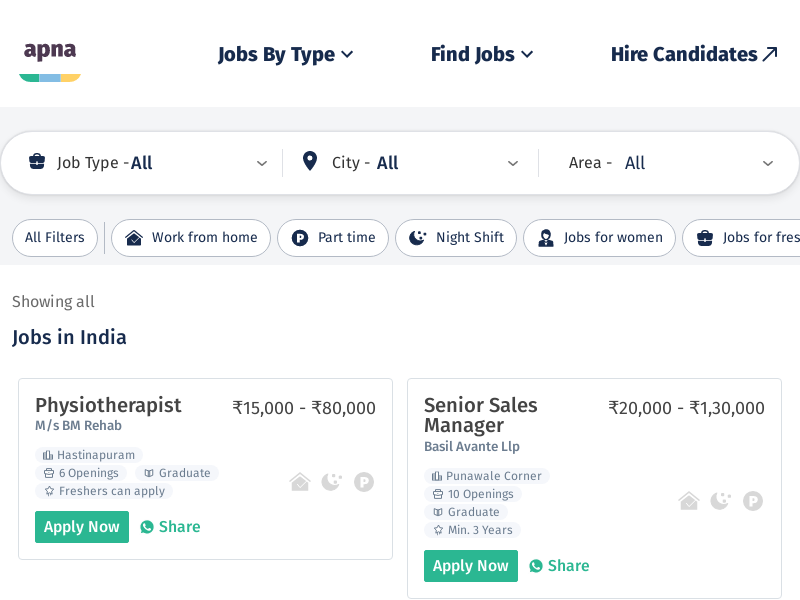 apna
Jobs By Type
Find Jobs
Hire Candidates
Job Type - All
City - All
Area - All
All Filters
Work from home
Part time
Night Shift
Jobs for women
Jobs for fres
Showing all
Jobs in India
Physiotherapist
₹15,000 - ₹80,000
M/s BM Rehab
Hastinapuram
6 Openings
Graduate
Freshers can apply
Apply Now
Share
Senior Sales
Manager
₹20,000 - ₹1,30,000
Basil Avante Llp
Punawale Corner
10 Openings
Graduate
Min. 3 Years
Apply Now
Share